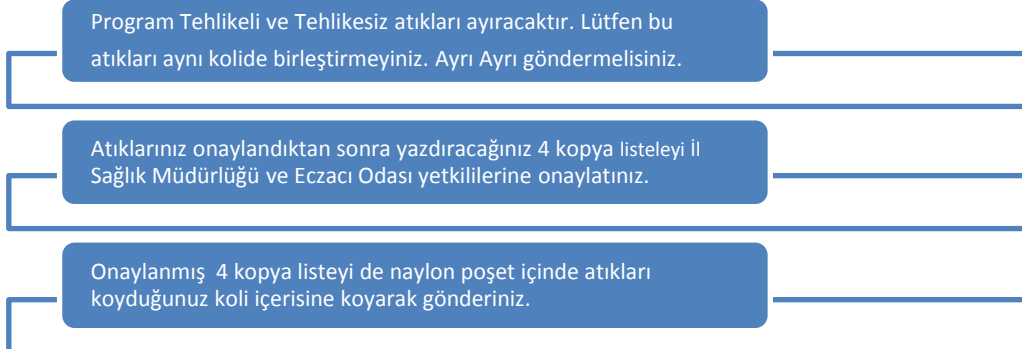 Program Tehlikeli ve Tehlikesiz atıkları ayıracaktır. Lütfen bu
atıkları aynı kolide birleştirmeyiniz. Ayrı Ayrı göndermelisiniz.
Atıklarınız onaylandıktan sonra yazdıracağınız 4 kopya listeleyi İl
Sağlık Müdürlüğü ve Eczacı Odası yetkililerine onaylatınız.
Onaylanmış 4 kopya listeyi de naylon poşet içinde atıkları
koyduğunuz koli içerisine koyarak gönderiniz.